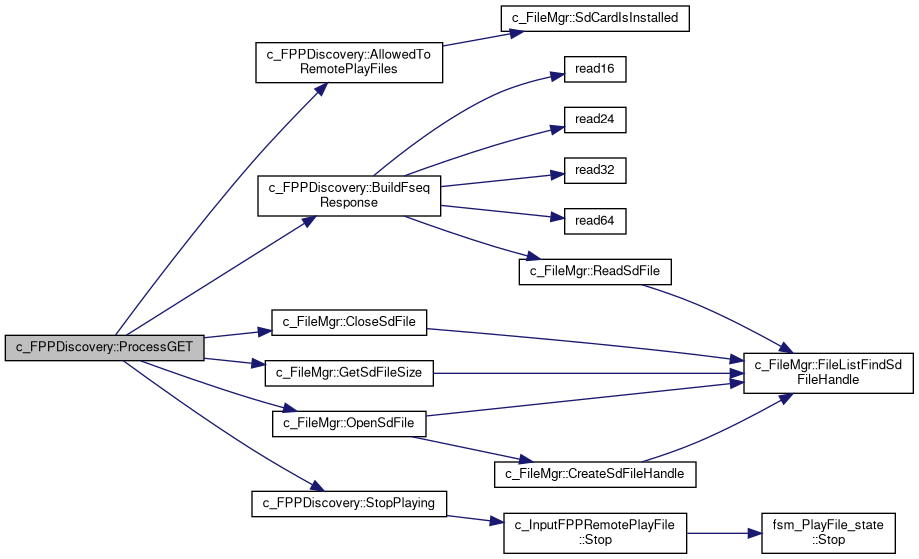 c_FileMgr::SdCardIsInstalled
c_FPPDiscovery::AllowedTo
RemotePlayFiles
read16
read24
read32
read64
c_FPPDiscovery::BuildFseq
Response
c_FileMgr::ReadSdFile
c_FPPDiscovery::ProcessGET
c_FileMgr::CloseSdFile
c_FileMgr::GetSdFileSize
c_FileMgr::FileListFindSd
FileHandle
c_FileMgr::OpenSdFile
c_FileMgr::CreateSdFileHandle
c_FPPDiscovery::StopPlaying
c_InputFPPRemotePlayFile
::Stop
fsm_PlayFile_state
::Stop